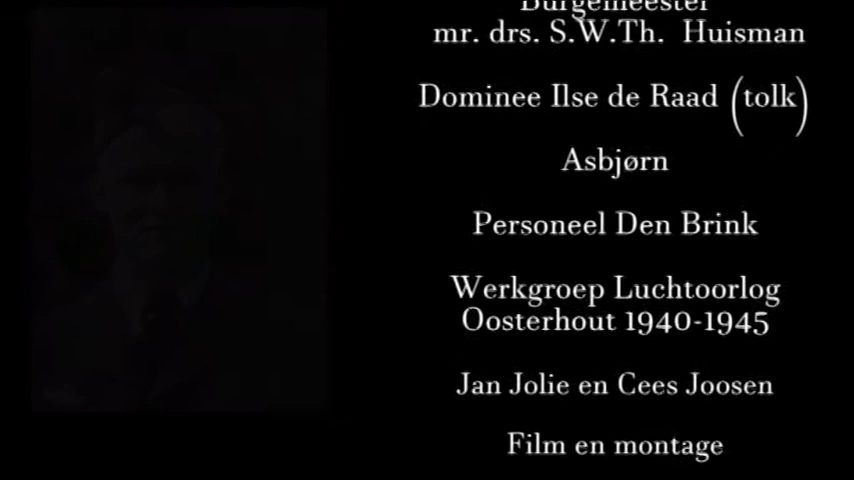 Burgemeester
mr. drs. S.W.Th. Huisman
Dominee Ilse de Raad (tolk)
Asbjørn
Personeel Den Brink
Werkgroep Luchtoorlog
Oosterhout 1940-1945
Jan Jolie en Cees Joosen
Film en montage